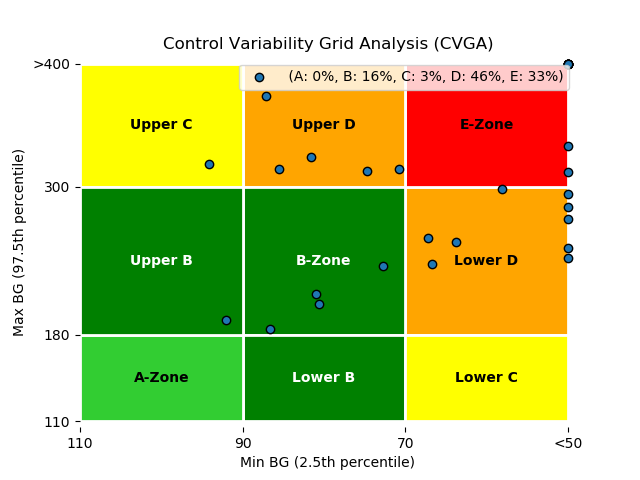 Control Variability Grid Analysis (CVGA)
(A: 0%, B: 16%, C: 3%, D: 46%, E: 33%)
>400
300
180
110
Max BG (97.5th percentile)
Upper C
Upper D
E-Zone
Upper B
B-Zone
Lower D
A-Zone
Lower B
Lower C
110
90
70
<50
Min BG (2.5th percentile)